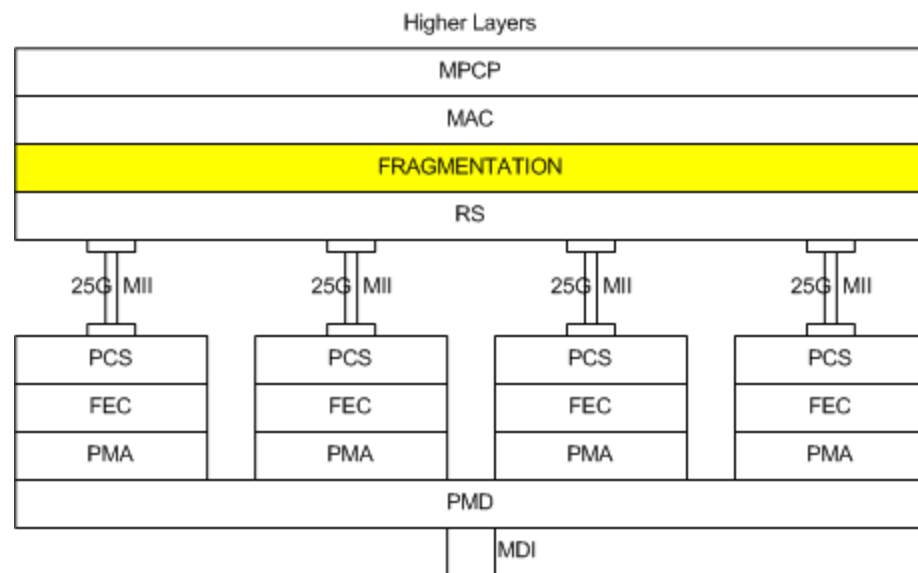 Higher Layers
MPCP
MAC
FRAGMENTATION
RS
25G MII 25G MII 25G MII 25G MII
PCS PCS PCS PCS
FEC FEC FEC FEC
PMA PMA PMA PMA
PMD
MDI